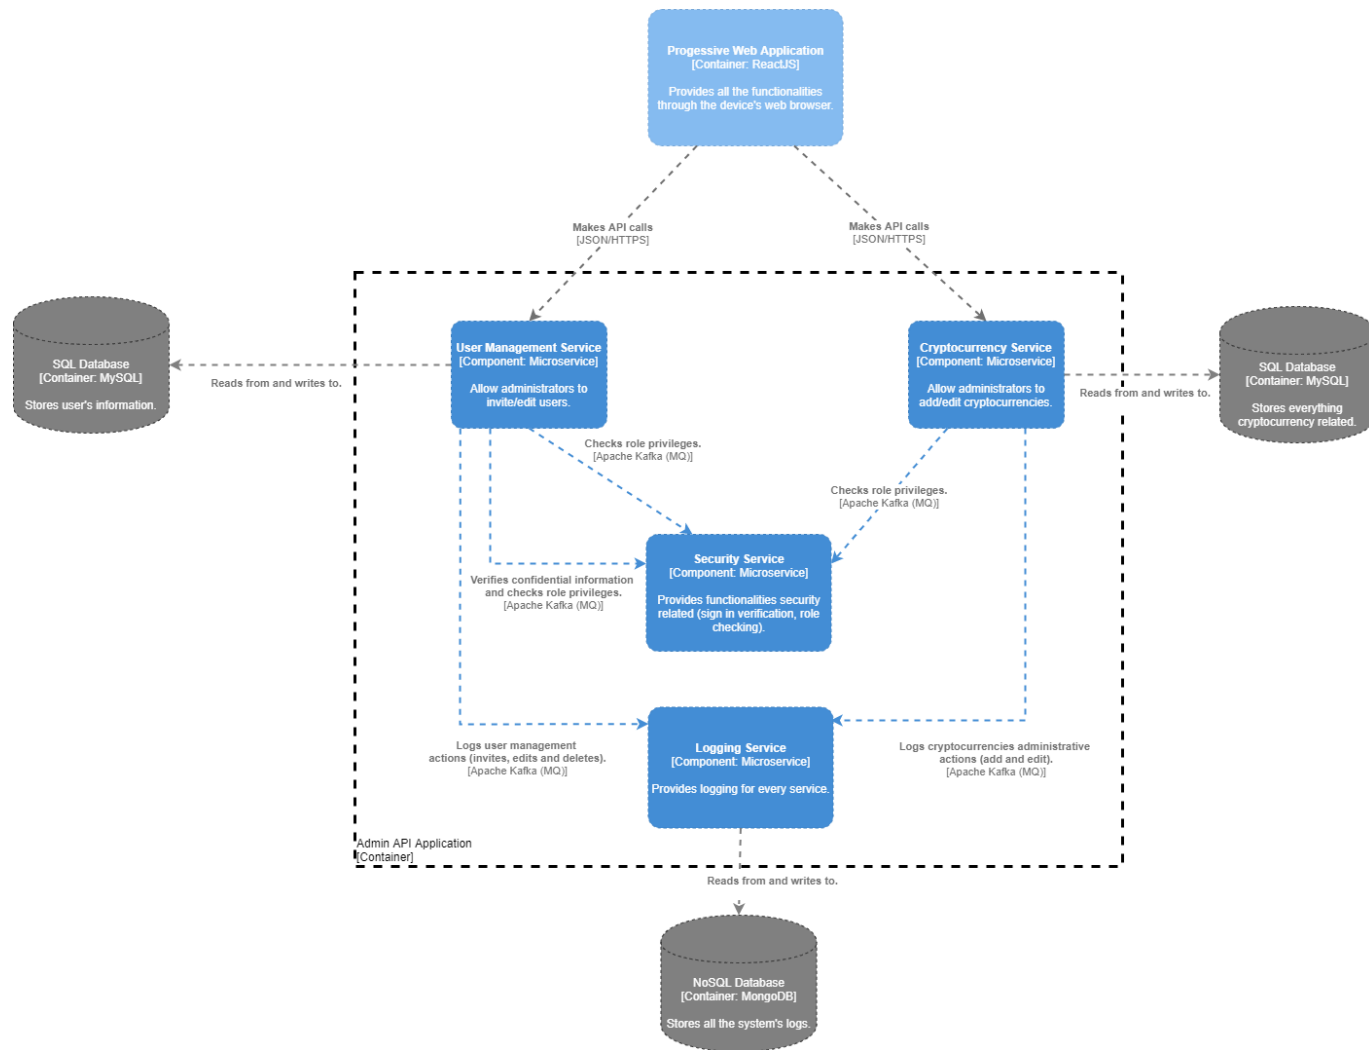 Progessive Web Application
[Container: ReactJS]
Provides all the functionalities
through the device's web browser.
Makes API calls
[JSON/HTTPS]
Makes API calls
[JSON/HTTPS]
SQL Database
[Container: MySQL]
Stores user's information.
Reads from and writes to.
User Management Service
[Component: Microservice]
Allow administrators to
invite/edit users.
Cryptocurrency Service
[Component: Microservice]
Allow administrators to
add/edit cryptocurrencies.
Reads from and writes to.
SQL Database
[Container: MySQL]
Stores everything
cryptocurrency related.
Checks role privileges.
[Apache Kafka (MQ)]
Checks role privileges.
[Apache Kafka (MQ)]
Verifies confidential information
and checks role privileges.
[Apache Kafka (MQ)]
Security Service
[Component: Microservice]
Provides functionalities security
related (sign in verification, role
checking).
Logs user management
actions (invites, edits and deletes).
[Apache Kafka (MQ)]
Logging Service
[Component: Microservice]
Provides logging for every service.
Logs cryptocurrencies administrative
actions (add and edit).
[Apache Kafka (MQ)]
Admin API Application
[Container]
Reads from and writes to.
NoSQL Database
[Container: MongoDB]
Stores all the system's logs.